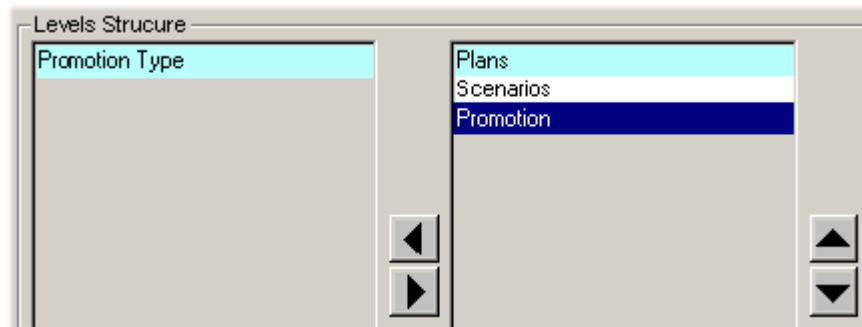 Levels Strucure
Promotion Type
Plans
Scenarios
Promotion